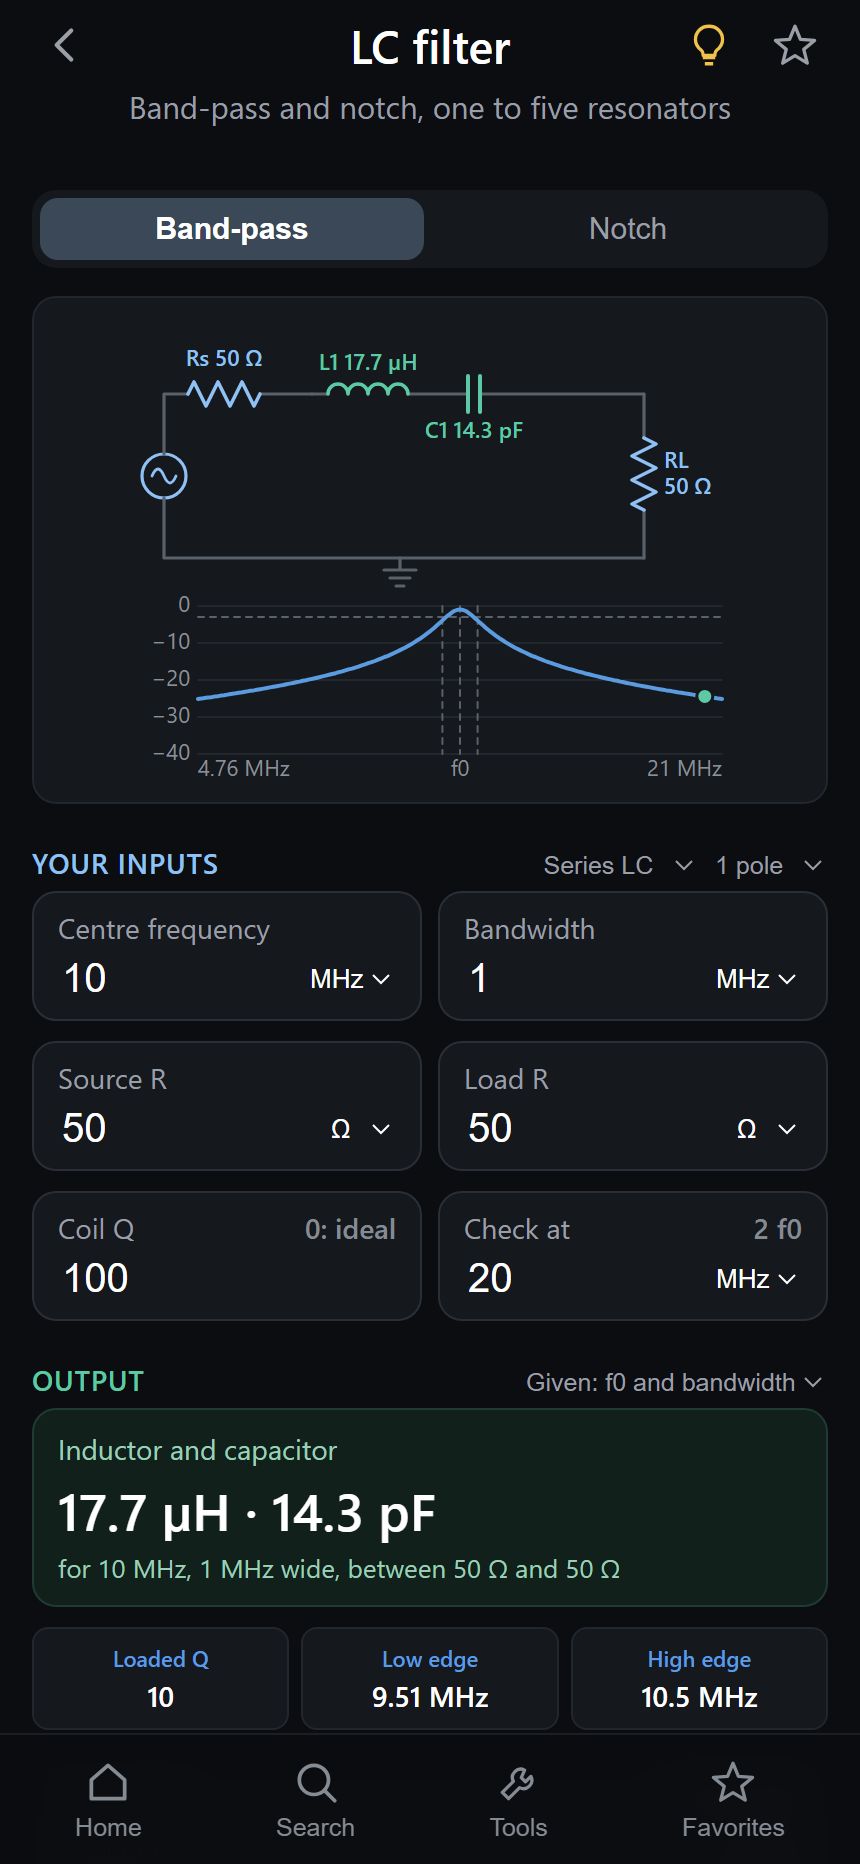 LC filter
Band-pass and notch, one to five resonators
Band-pass
Notch
Rs 50 Ω
L1 17.7 µH
C1 14.3 pF
RL
50 Ω
0
−10
−20
−30
−40
4.76 MHz
f0
21 MHz
YOUR INPUTS
Series LC
1 pole
Centre frequency
10
MHz
Bandwidth
1
MHz
Source R
50
Ω
Load R
50
Ω
Coil Q
0: ideal
100
Check at
2 f0
20
MHz
OUTPUT
Given: f0 and bandwidth
Inductor and capacitor
17.7 µH · 14.3 pF
for 10 MHz, 1 MHz wide, between 50 Ω and 50 Ω
Loaded Q
10
Low edge
9.51 MHz
High edge
10.5 MHz
Home
Search
Tools
Favorites